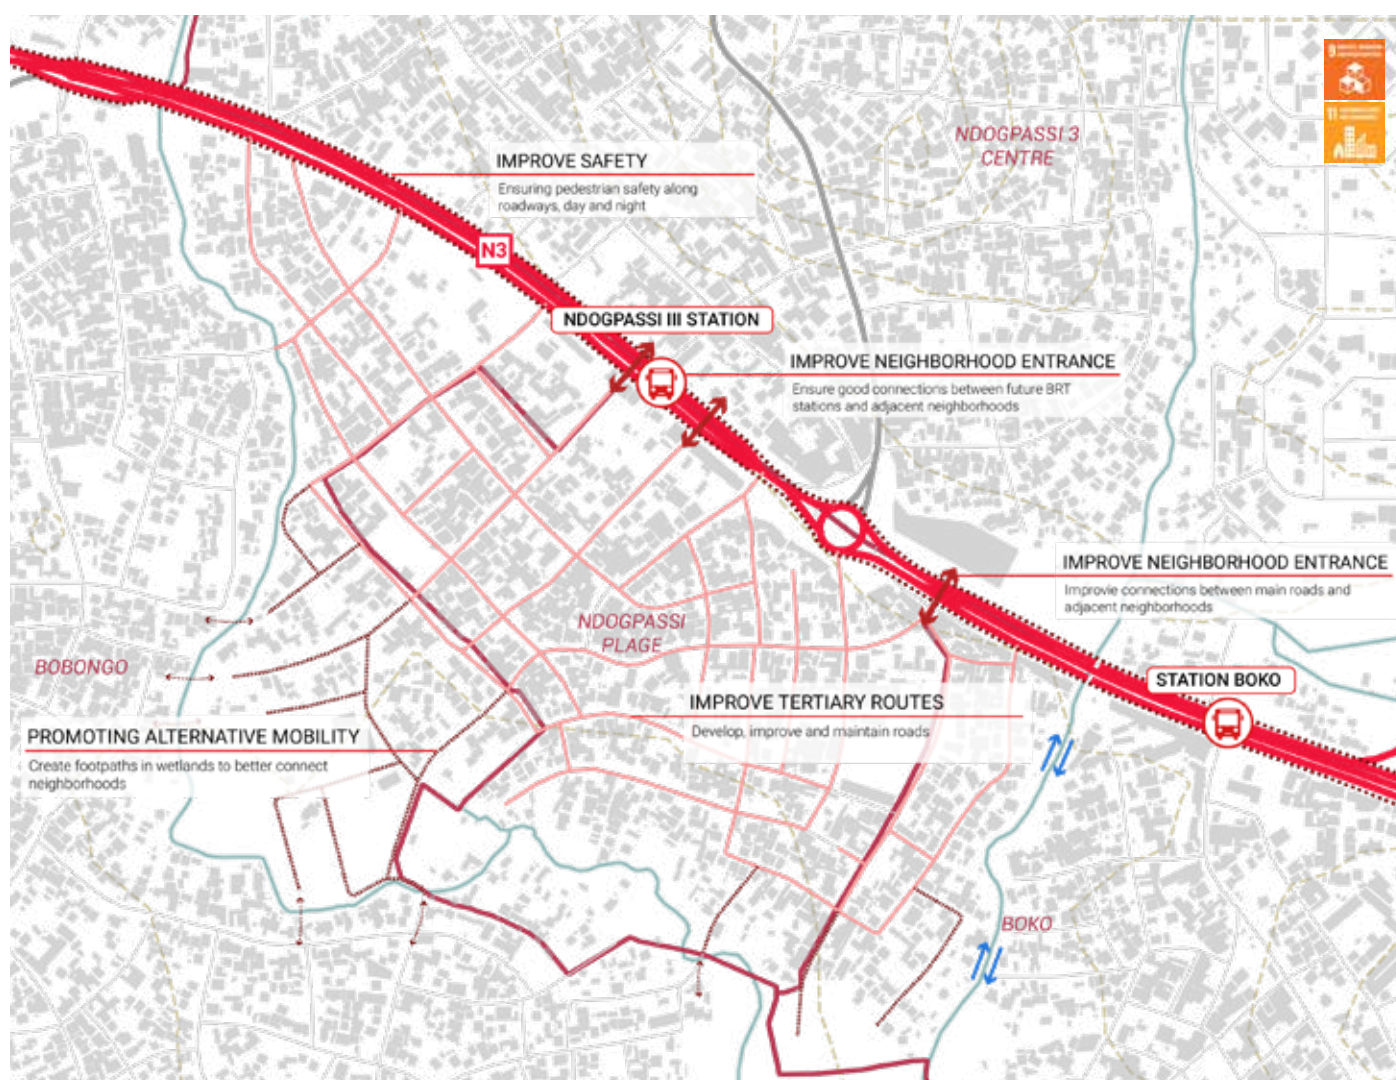 9
11
NDOGPASSI 3
CENTRE
IMPROVE SAFETY
Ensuring pedestrian safety along
roadways, day and night
N3
NDOGPASSI III STATION
IMPROVE NEIGHBORHOOD ENTRANCE
Ensure good connections between future BRT
stations and adjacent neighborhoods
IMPROVE NEIGHBORHOOD ENTRANCE
Improvie connections between main roads and
adjacent neighborhoods
NDOGPASSI
PLAGE
BOBONGO
STATION BOKO
IMPROVE TERTIARY ROUTES
Develop, improve and maintain roads
PROMOTING ALTERNATIVE MOBILITY
Create footpaths in wetlands to better connect
neighborhoods
BOKO